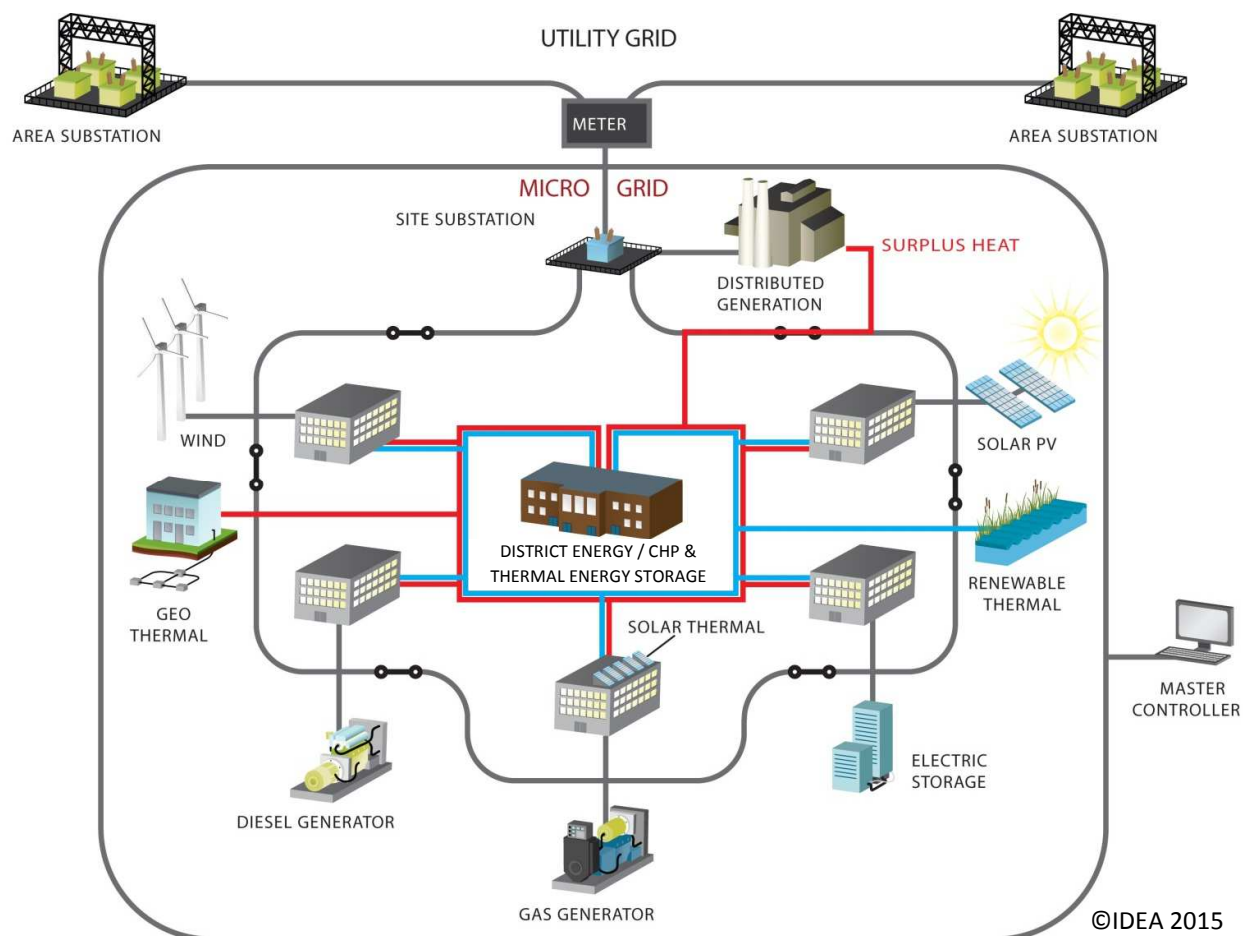 UTILITY GRID
AREA SUBSTATION
METER
AREA SUBSTATION
MICRO GRID
SITE SUBSTATION
SURPLUS HEAT
DISTRIBUTED
GENERATION
WIND
SOLAR PV
DISTRICT ENERGY / CHP &
THERMAL ENERGY STORAGE
GEO
THERMAL
RENEWABLE
THERMAL
SOLAR THERMAL
MASTER
CONTROLLER
ELECTRIC
STORAGE
DIESEL GENERATOR
GAS GENERATOR
©IDEA 2015